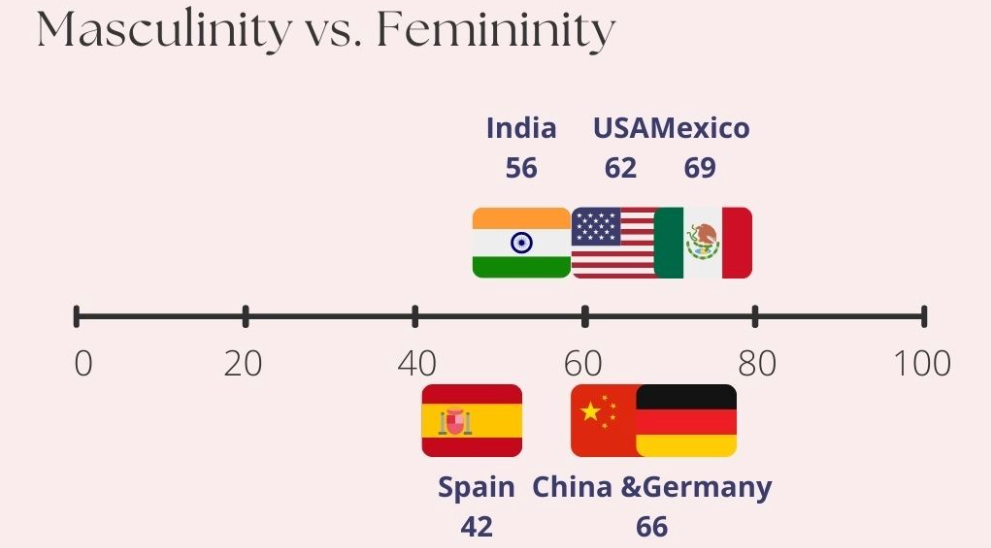 Masculinity vs. Femininity
India USAMexico
56 62 69
0 20 40 60 80 100
Spain China &Germany
42 66